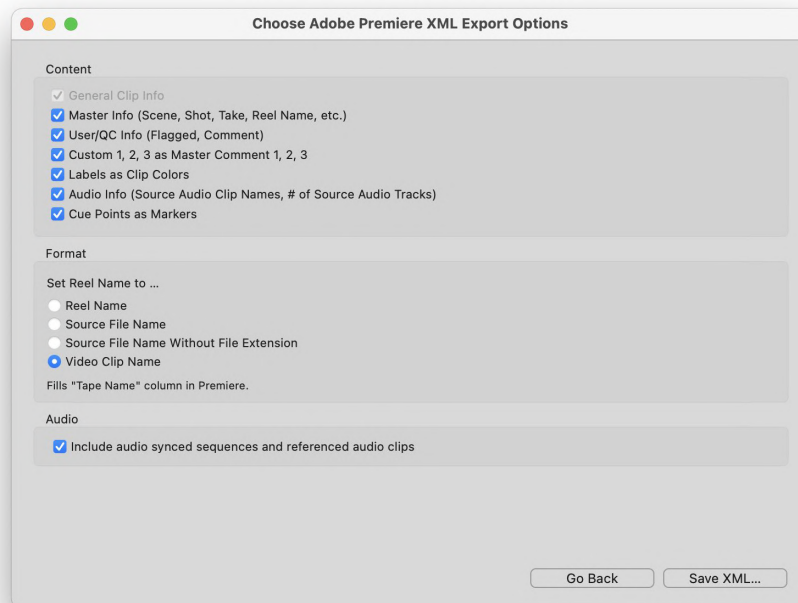 Choose Adobe Premiere XML Export Options
Content
General Clip Info
Master Info (Scene, Shot, Take, Reel Name, etc.)
User/QC Info (Flagged, Comment)
Custom 1, 2, 3 as Master Comment 1, 2, 3
Labels as Clip Colors
Audio Info (Source Audio Clip Names, # of Source Audio Tracks)
Cue Points as Markers
Format
Set Reel Name to ...
Reel Name
Source File Name
Source File Name Without File Extension
Video Clip Name
Fills "Tape Name" column in Premiere.
Audio
Include audio synced sequences and referenced audio clips
Go Back
Save XML...